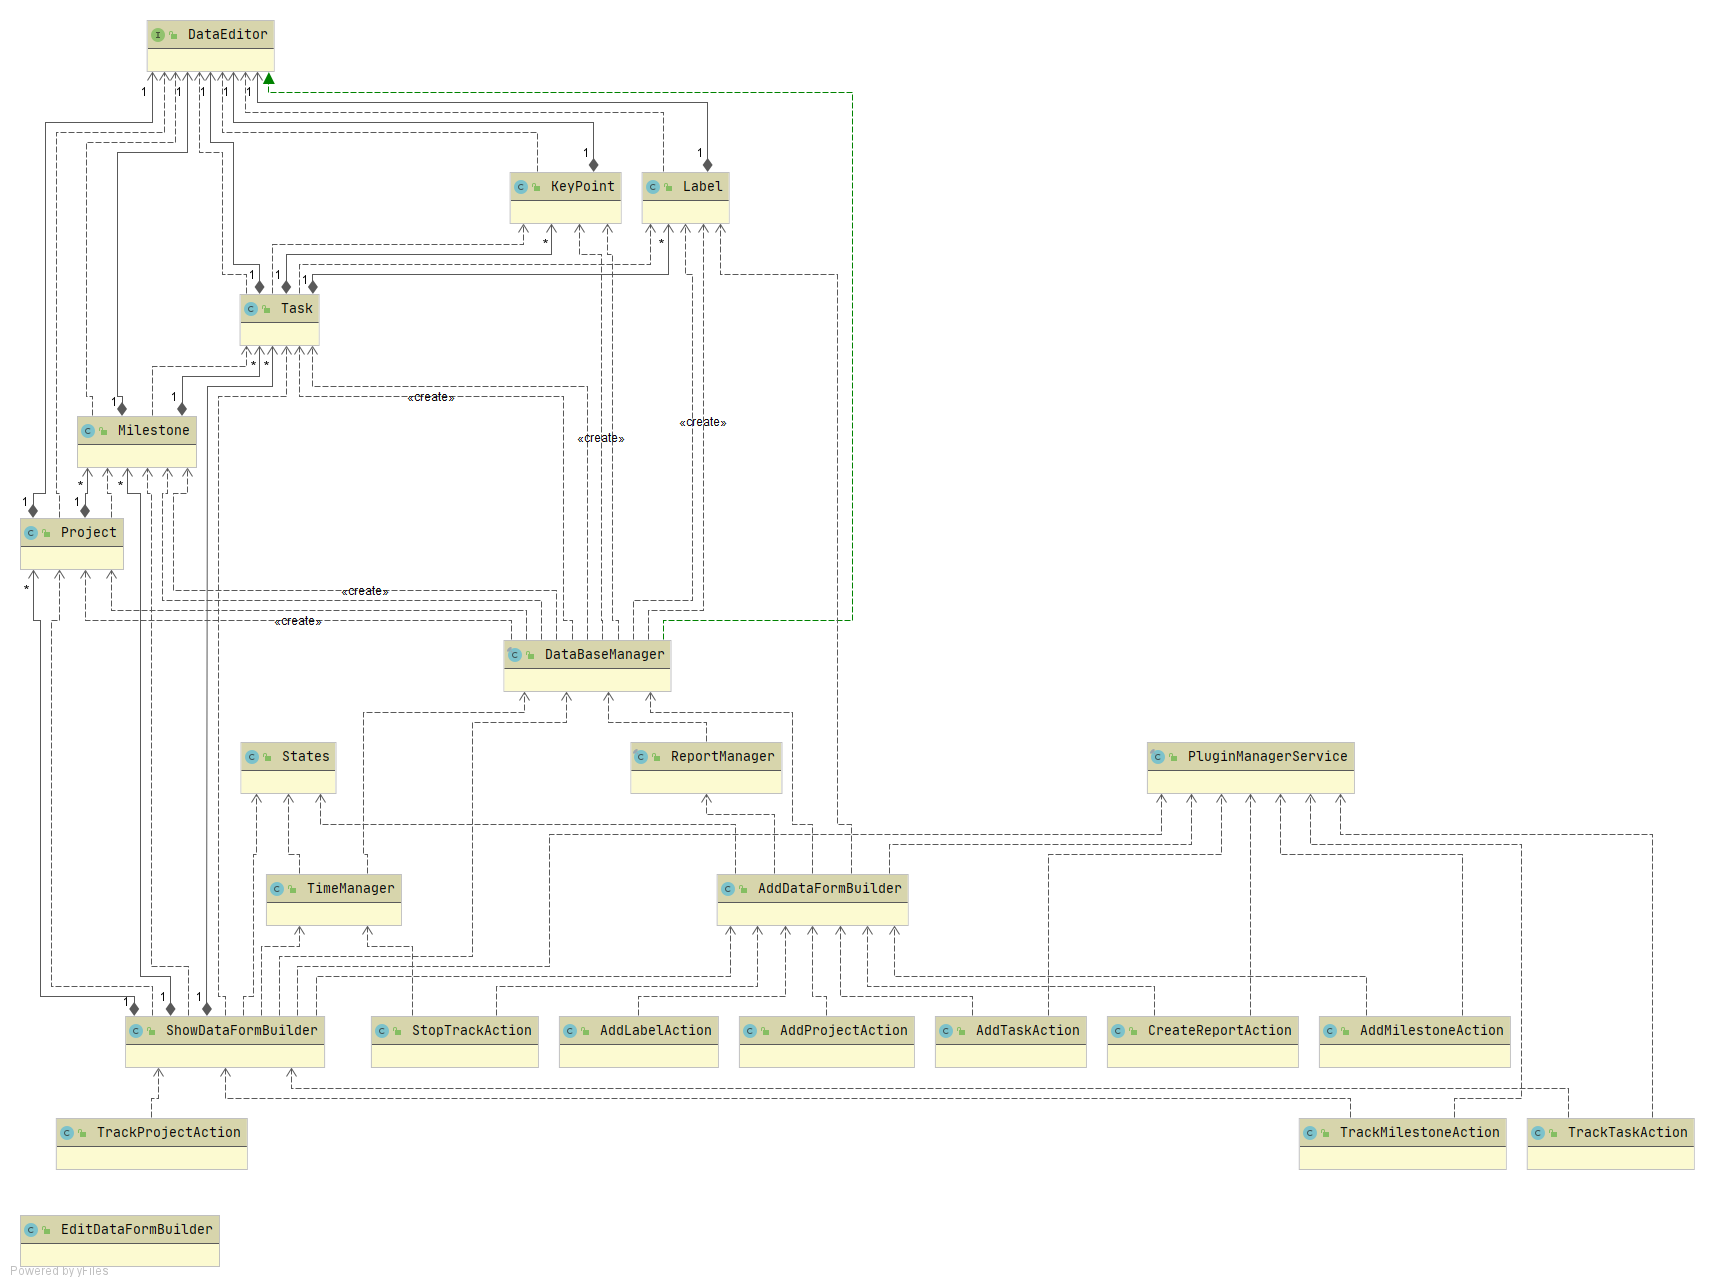 DataEditor
1 1 1 1 1
1 1
KeyPoint Label
* *
1 1 1
Task
* *
«create»
1 1
«create»
«create»
Milestone
* *
1 1
Project
*
«create»
«create»
DataBaseManager
States ReportManager PluginManagerService
TimeManager AddDataFormBuilder
1 1 1
ShowDataFormBuilder StopTrackAction AddLabelAction AddProjectAction AddTaskAction CreateReportAction AddMilestoneAction
TrackProjectAction TrackMilestoneAction TrackTaskAction
EditDataFormBuilder
Powered by yFiles